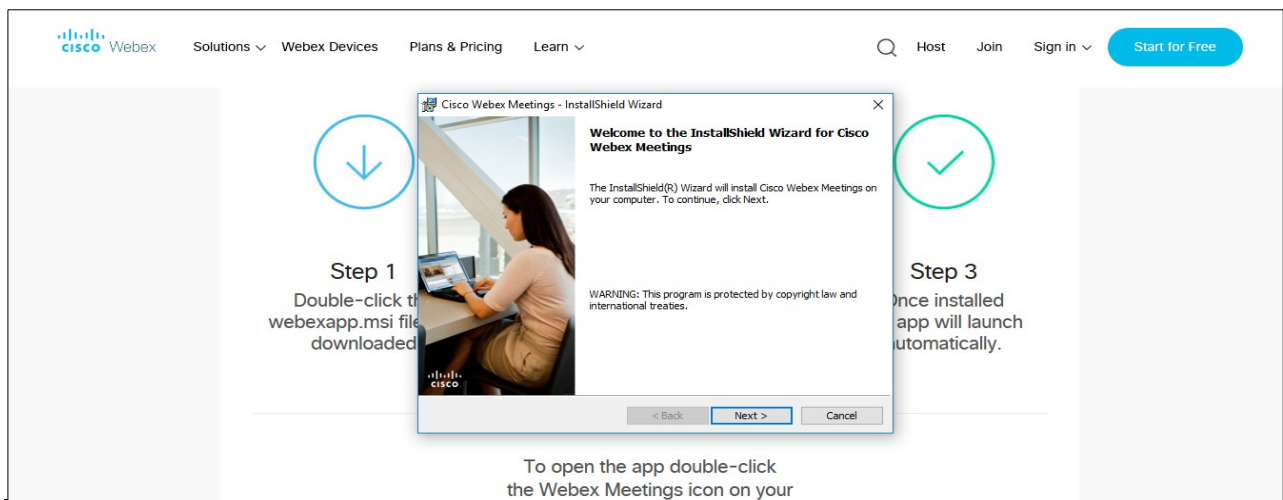 cisco Webex
Solutions Webex Devices Plans & Pricing Learn Host Join Sign in Start for Free
Cisco Webex Meetings - InstallShield Wizard
Welcome to the InstallShield Wizard for Cisco
Webex Meetings
The InstallShield(R) Wizard will install Cisco Webex Meetings on
your computer. To continue, click Next.
WARNING: This program is protected by copyright law and
international treaties.
CISCO
< Back Next > Cancel
Step 1
Double-click
webexapp.msi
downloaded
Step 3
installed
app will launch
To open the app double-click
the Webex Meetings icon on your